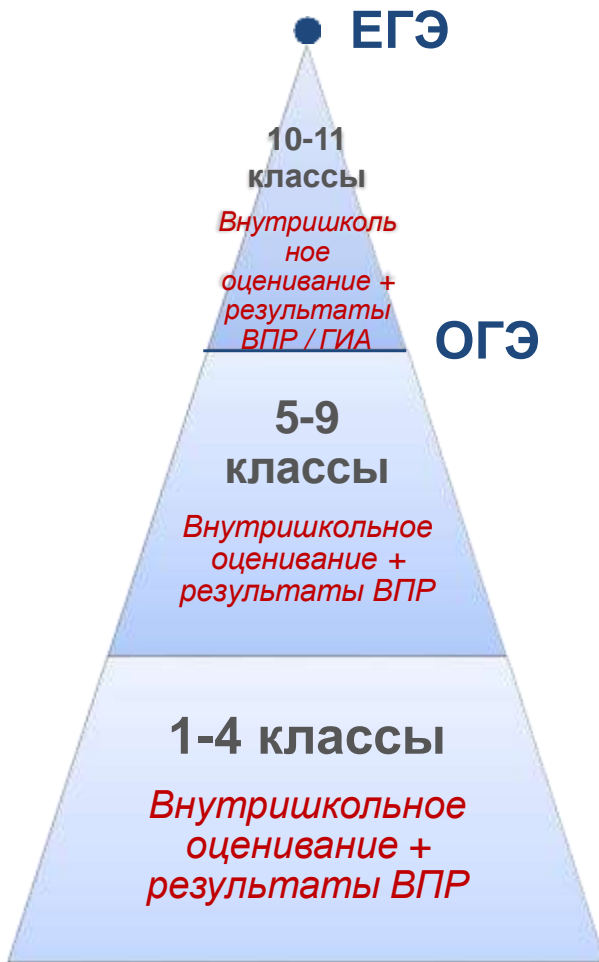 ЕГЭ
10-11
классы
Внутришколь
ное
оценивание +
результаты
ВПР / ГИА
ОГЭ
5-9
классы
Внутришкольное
оценивание +
результаты ВПР
1-4 классы
Внутришкольное
оценивание +
результаты ВПР